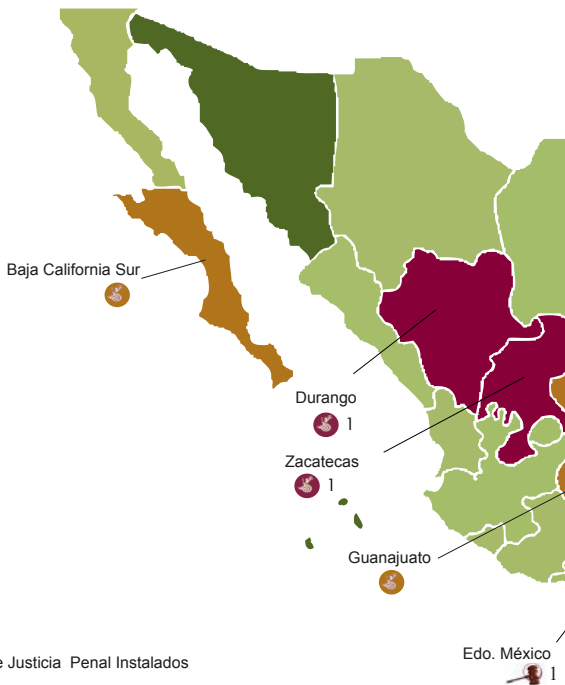 Baja California Sur
Durango
1
Zacatecas
1
Guanajuato
Edo. México
1
e Justicia Penal Instalados